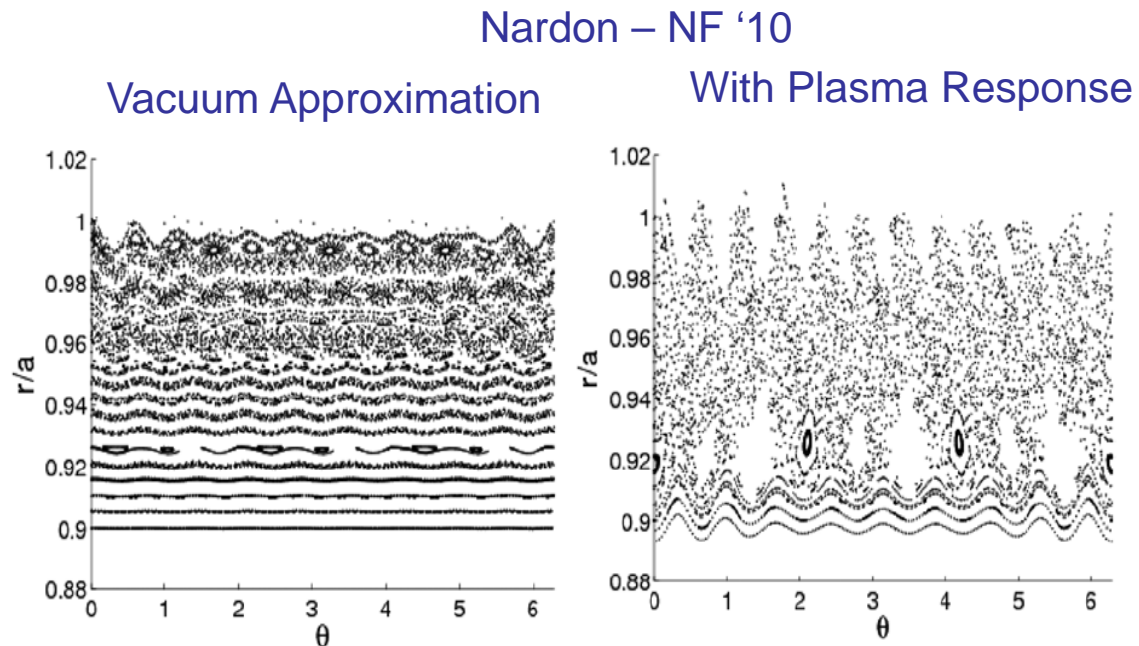 Nardon – NF ‘10
Vacuum Approximation
With Plasma Response
1.02
1
0.98
0.96
0.94
0.92
0.9
0.88
r/a
0 1 2 3 4 5 6
θ
1.02
1
0.98
0.96
0.94
0.92
0.9
0.88
r/a
0 1 2 3 4 5 6
θ